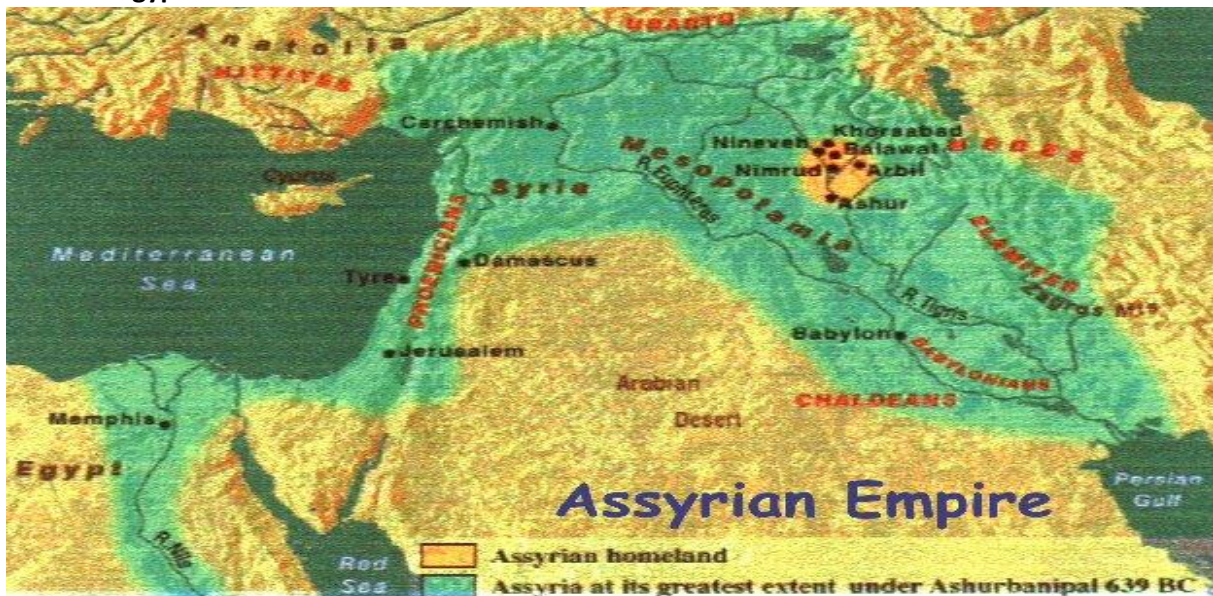 URARTU
Anatolia
HITTITES
Carchemish
Khorsabad
Nineveh
Balawat
MEDES
Nimrud
Arbil
Mesopotamia
R.Euphrates
Cyprus
Syria
Ashur
PHOENICIANS
ELAMITES
Mediterranean
Sea
Tyre
Damascus
Zagros Mts.
R.Tigris
Babylon
BABYLONIANS
Jerusalem
Arabian
Desert
CHALDEANS
Memphis
Egypt
Persian
Gulf
Assyrian Empire
R.Nile
Red
Sea
Assyrian homeland
Assyria at its greatest extent under Ashurbanipal 639 BC